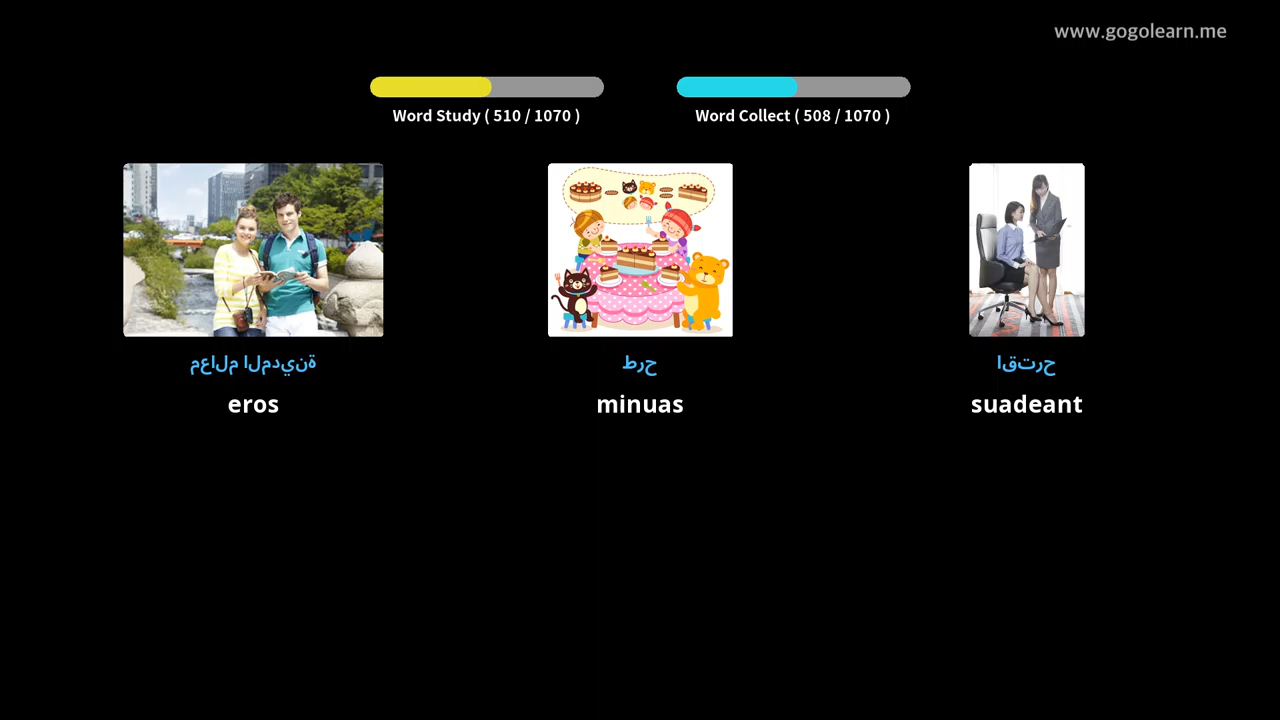 www.gogolearn.me
Word Study ( 510 / 1070 )
Word Collect ( 508 / 1070 )
معالم المدينة
طرح
اقترح
eros
minuas
suadeant